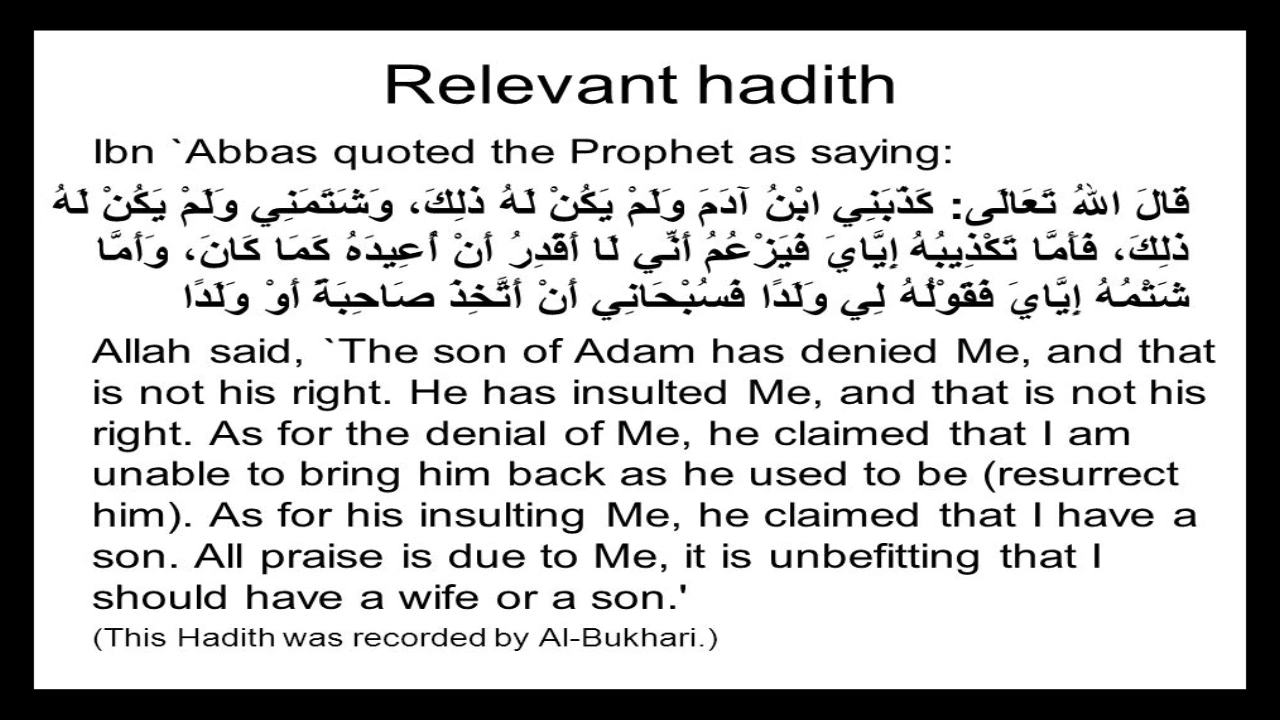 Relevant hadith
Ibn `Abbas quoted the Prophet as saying:
قَالَ اللهُ تَعَالَى: كَذَّبَنِي ابْنُ آدَمَ وَلَمْ يَكُنْ لَهُ ذَلِكَ، وَشَتَمَنِي وَلَمْ يَكُنْ لَهُ
ذَلِكَ، فَأَمَّا تَكْذِيبُهُ إِيَّايَ فَيَزْعُمُ أَنِّي لَا أَقْدِرُ أَنْ أُعِيدَهُ كَمَا كَانَ، وَأَمَّا
شَتْمُهُ إِيَّايَ فَقَوْلُهُ لِي وَلَدًا فَسُبْحَانِي أَنْ أَتَّخِذَ صَاحِبَةً أَوْ وَلَدًا
Allah said, `The son of Adam has denied Me, and that
is not his right. He has insulted Me, and that is not his
right. As for the denial of Me, he claimed that I am
unable to bring him back as he used to be (resurrect
him). As for his insulting Me, he claimed that I have a
son. All praise is due to Me, it is unbefitting that I
should have a wife or a son.'
(This Hadith was recorded by Al-Bukhari.)